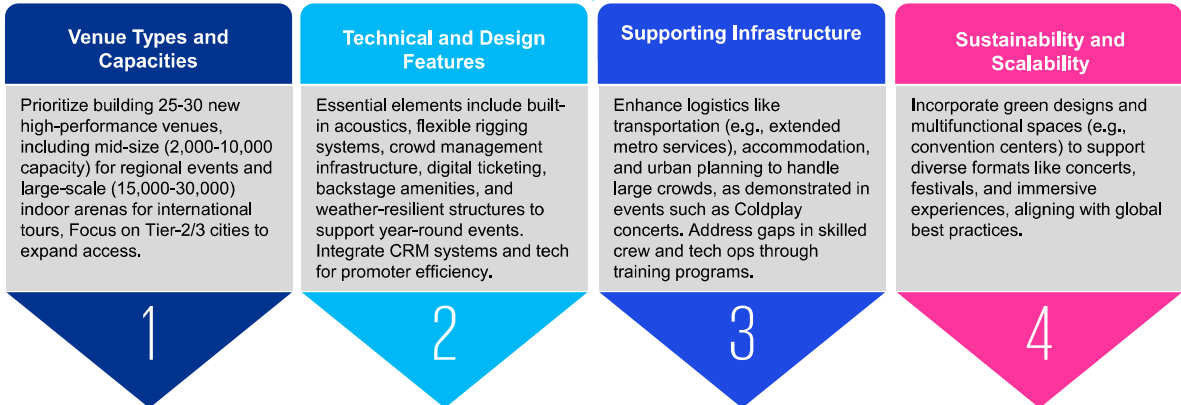 Venue Types and
Capacities
Prioritize building 25-30 new
high-performance venues,
including mid-size (2,000-10,000
capacity) for regional events and
large-scale (15,000-30,000)
indoor arenas for international
tours, Focus on Tier-2/3 cities to
expand access.
1
Technical and Design
Features
Essential elements include built-
in acoustics, flexible rigging
systems, crowd management
infrastructure, digital ticketing,
backstage amenities, and
weather-resilient structures to
support year-round events.
Integrate CRM systems and tech
for promoter efficiency.
2
Supporting Infrastructure
Enhance logistics like
transportation (e.g., extended
metro services), accommodation,
and urban planning to handle
large crowds, as demonstrated in
events such as Coldplay
concerts. Address gaps in skilled
crew and tech ops through
training programs.
3
Sustainability and
Scalability
Incorporate green designs and
multifunctional spaces (e.g.,
convention centers) to support
diverse formats like concerts,
festivals, and immersive
experiences, aligning with global
best practices.
4